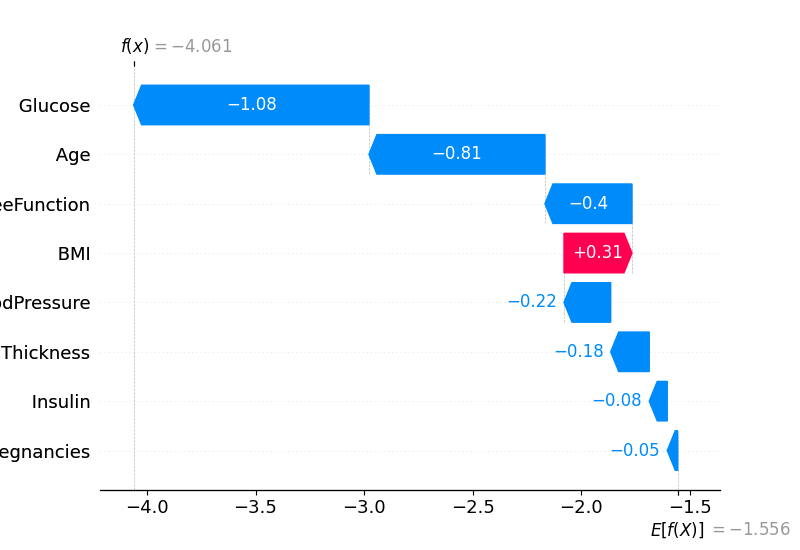 f(x) = −4.061
Glucose −1.08
Age −0.81
eeFunction −0.4
BMI +0.31
dPressure −0.22
Thickness −0.18
Insulin −0.08
egnancies −0.05
−4.0 −3.5 −3.0 −2.5 −2.0 −1.5
E[f(X)] = −1.556